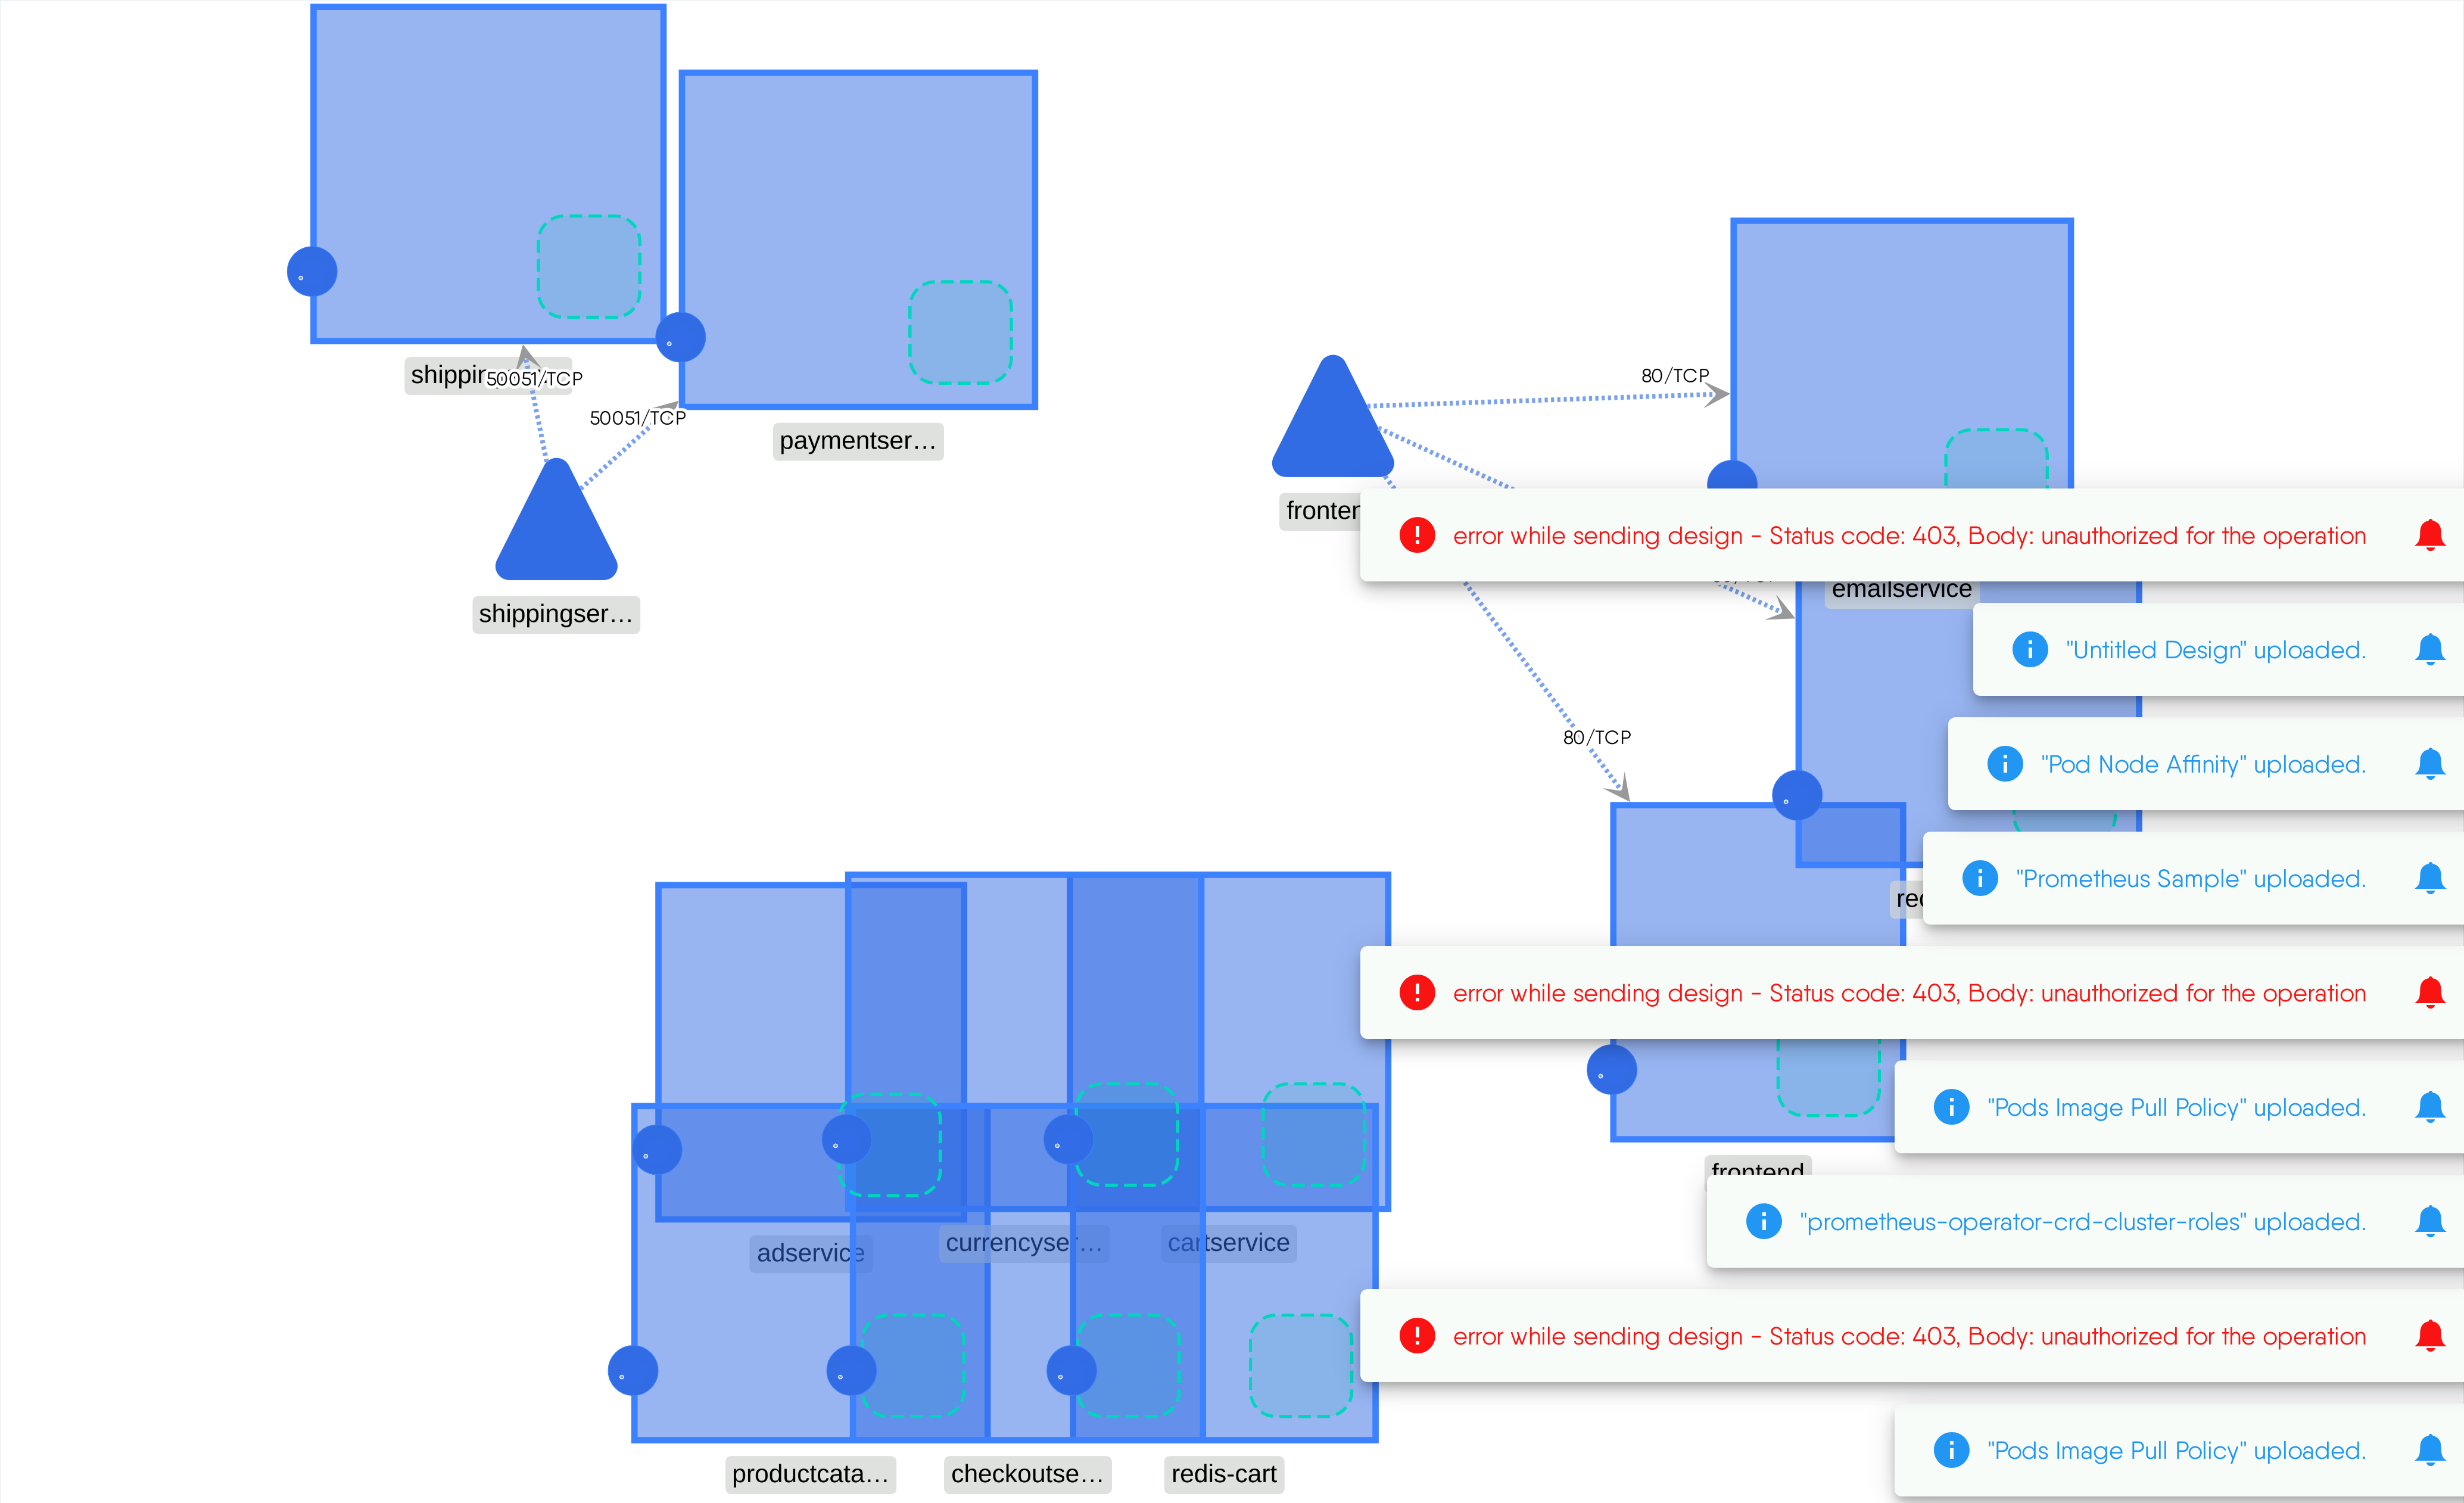 50051/TCP
paymentser…
50051/TCP
shippingser…
80/TCP
error while sending design - Status code: 403, Body: unauthorized for the operation
emailservice
"Untitled Design" uploaded.
80/TCP
"Pod Node Affinity" uploaded.
"Prometheus Sample" uploaded.
error while sending design - Status code: 403, Body: unauthorized for the operation
"Pods Image Pull Policy" uploaded.
frontend
"prometheus-operator-crd-cluster-roles" uploaded.
adservice
currencyser…
cartservice
error while sending design - Status code: 403, Body: unauthorized for the operation
"Pods Image Pull Policy" uploaded.
productcata…
checkoutse…
redis-cart